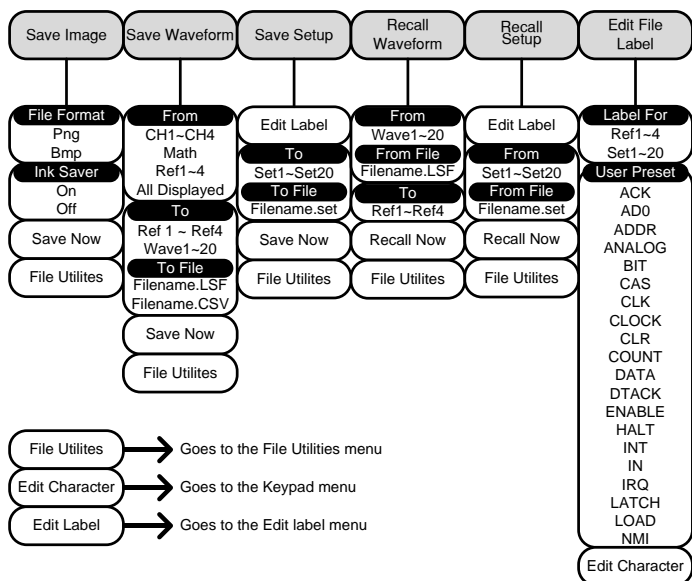 Save Image
Save Waveform
Save Setup
Recall
Waveform
Recall
Setup
Edit File
Label
File Format
Png
Bmp
Ink Saver
On
Off
Save Now
File Utilites
From
CH1~CH4
Math
Ref1~4
All Displayed
To
Ref 1 ~ Ref4
Wave1~20
To File
Filename.LSF
Filename.CSV
Save Now
File Utilites
Edit Label
To
Set1~Set20
To File
Filename.set
Save Now
File Utilites
From
Wave1~20
From File
Filename.LSF
To
Ref1~Ref4
Recall Now
File Utilites
Edit Label
From
Set1~Set20
From File
Filename.set
Recall Now
File Utilites
Label For
Ref1~4
Set1~20
User Preset
ACK
AD0
ADDR
ANALOG
BIT
CAS
CLK
CLOCK
CLR
COUNT
DATA
DTACK
ENABLE
HALT
INT
IN
IRQ
LATCH
LOAD
NMI
Edit Character
File Utilites Goes to the File Utilities menu
Edit Character Goes to the Keypad menu
Edit Label Goes to the Edit label menu